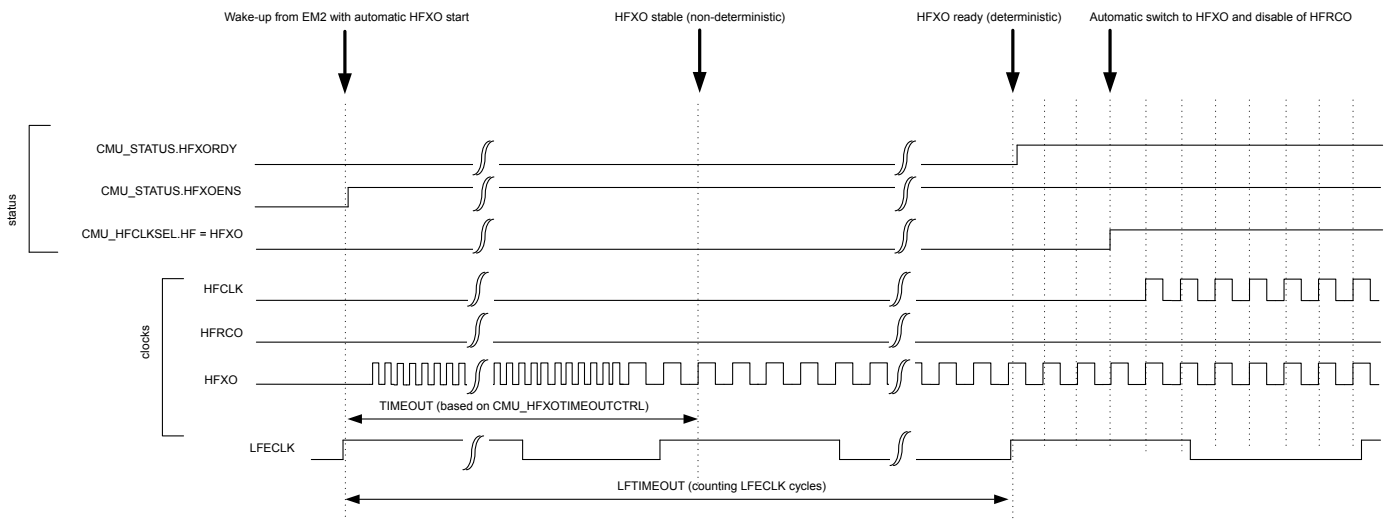 Wake-up from EM2 with automatic HFXO start
HFXO stable (non-deterministic)
HFXO ready (deterministic)
Automatic switch to HFXO and disable of HFRCO
status
CMU_STATUS.HFXORDY
CMU_STATUS.HFXOENS
CMU_HFCLKSEL.HF = HFXO
clocks
HFCLK
HFRCO
HFXO
TIMEOUT (based on CMU_HFXOTIMEOUTCTRL)
LFECLK
LFTIMEOUT (counting LFECLK cycles)